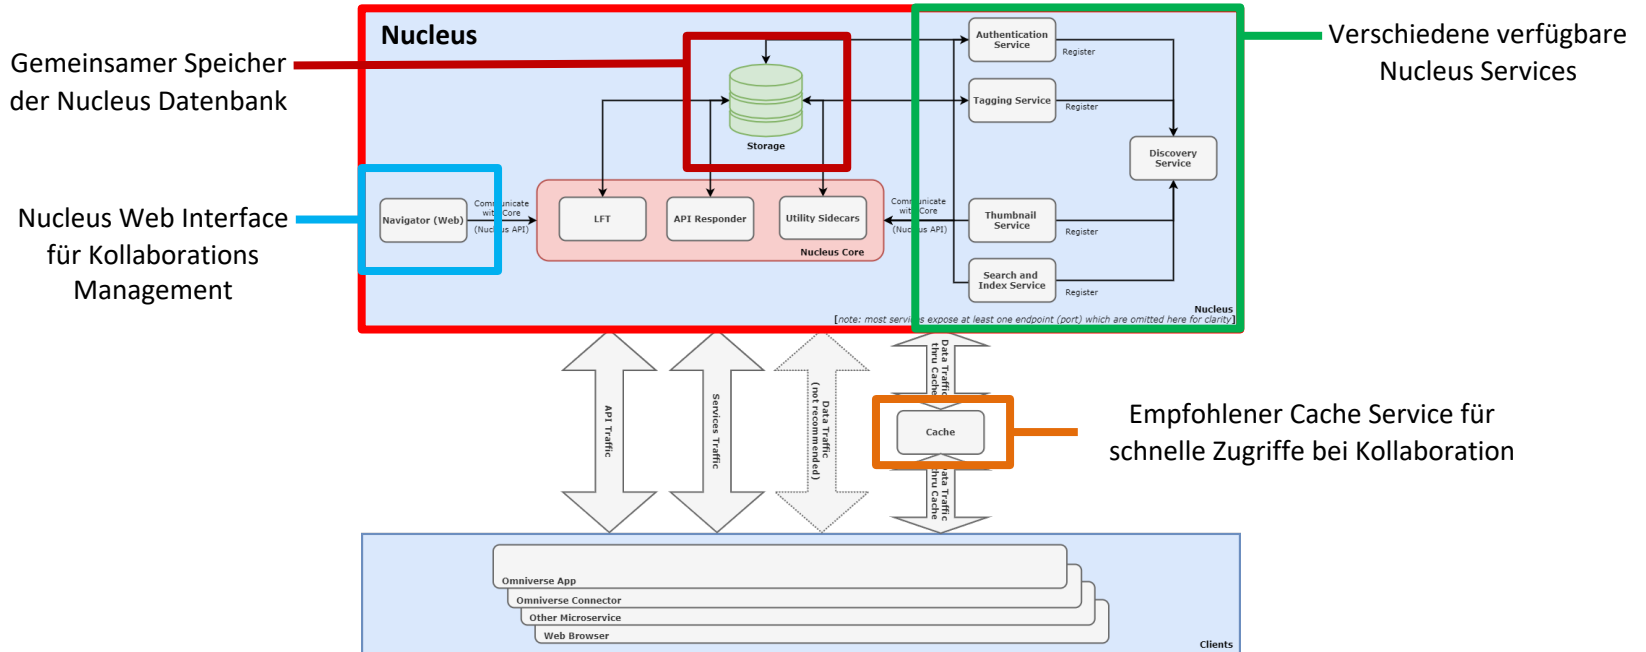 Nucleus
Gemeinsamer Speicher
der Nucleus Datenbank
Verschiedene verfügbare
Nucleus Services
Authentication
Service
Register
Tagging Service
Register
Storage
Discovery
Service
Nucleus Web Interface
für Kollaborations
Management
Navigator (Web)
Communicate
with Core
(Nucleus API)
LFT
API Responder
Utility Sidecars
Nucleus Core
Communicate
with Core
(Nucleus API)
Thumbnail
Service
Register
Search and
Index Service
Register
Nucleus
[note: most services expose at least one endpoint (port) which are omitted here for clarity]
API Traffic
Services Traffic
Data Traffic
(not recommended)
Data Traffic
thru Cache
Cache
Data Traffic
thru Cache
Empfohlener Cache Service für
schnelle Zugriffe bei Kollaboration
Omniverse App
Omniverse Connector
Other Microservice
Web Browser
Clients